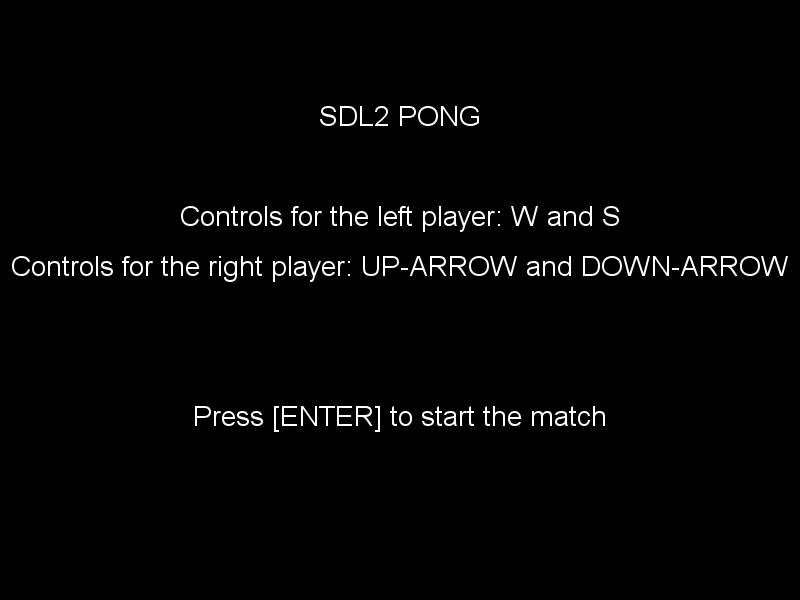 SDL2 PONG
Controls for the left player: W and S
Controls for the right player: UP-ARROW and DOWN-ARROW
Press [ENTER] to start the match